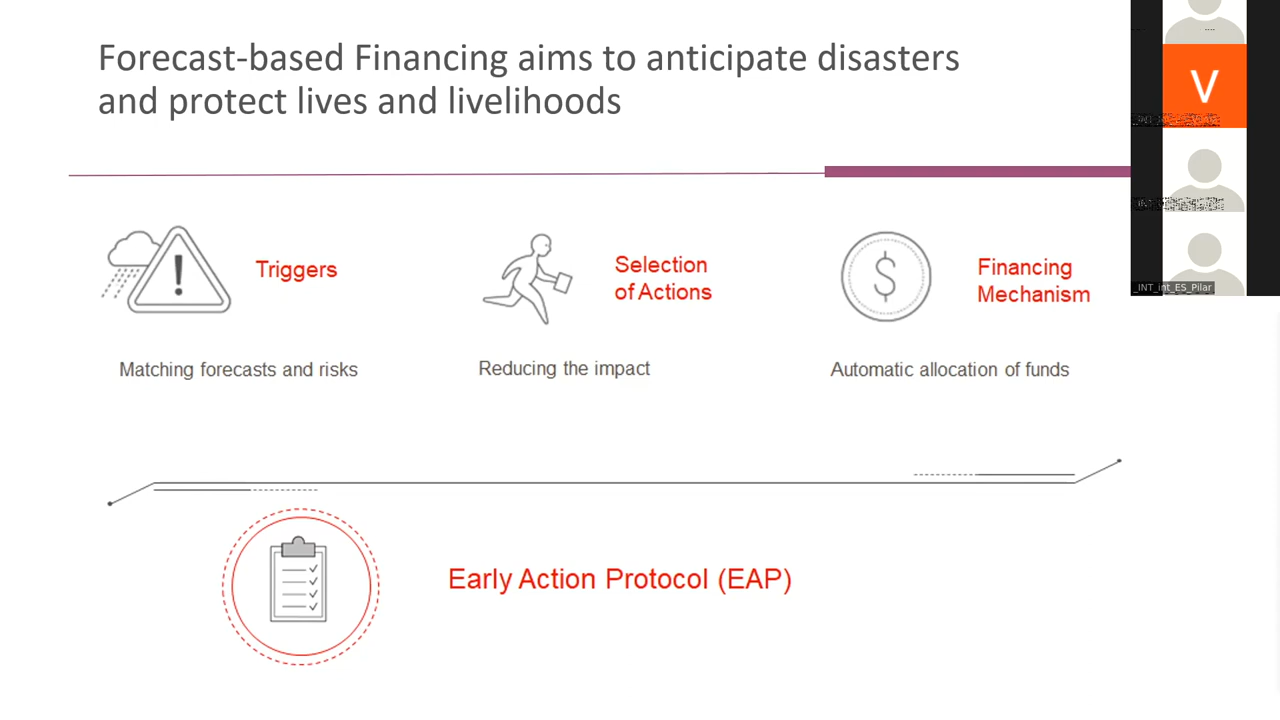 Forecast-based Financing aims to anticipate disasters
and protect lives and livelihoods
V
Triggers
Selection
of Actions
$
Financing
Mechanism
_INT_int_ES_Pilar
Matching forecasts and risks
Reducing the impact
Automatic allocation of funds
Early Action Protocol (EAP)